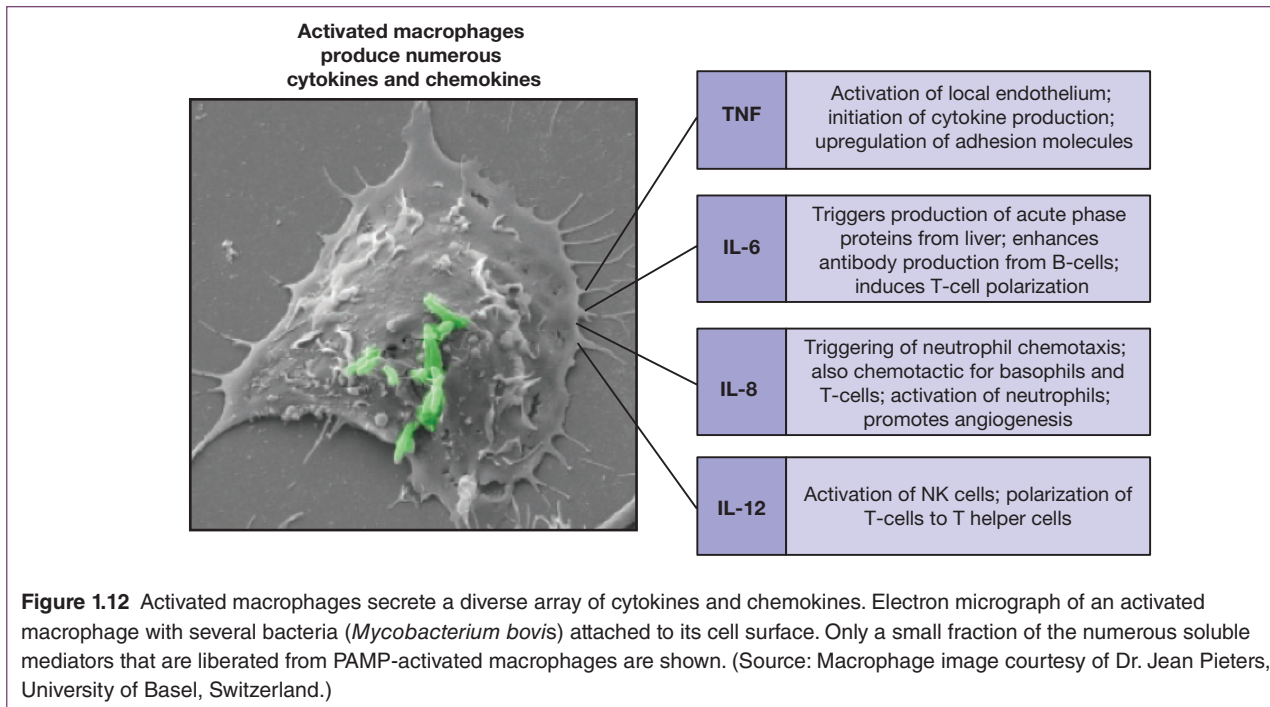 Activated macrophages
produce numerous
cytokines and chemokines
TNF
Activation of local endothelium;
initiation of cytokine production;
upregulation of adhesion molecules
IL-6
Triggers production of acute phase
proteins from liver; enhances
antibody production from B-cells;
induces T-cell polarization
IL-8
Triggering of neutrophil chemotaxis;
also chemotactic for basophils and
T-cells; activation of neutrophils;
promotes angiogenesis
IL-12
Activation of NK cells; polarization of
T-cells to T helper cells
Figure 1.12 Activated macrophages secrete a diverse array of cytokines and chemokines. Electron micrograph of an activated
macrophage with several bacteria (Mycobacterium bovis) attached to its cell surface. Only a small fraction of the numerous soluble
mediators that are liberated from PAMP-activated macrophages are shown. (Source: Macrophage image courtesy of Dr. Jean Pieters,
University of Basel, Switzerland.)